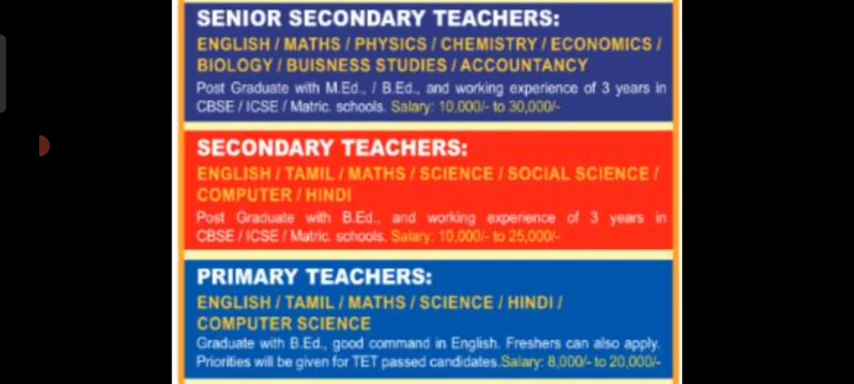 SENIOR SECONDARY TEACHERS:
ENGLISH / MATHS / PHYSICS / CHEMISTRY / ECONOMICS /
BIOLOGY / BUISNESS STUDIES / ACCOUNTANCY
Post Graduate with M.Ed., / B.Ed., and working experience of 3 years in
CBSE / ICSE / Matric. schools. Salary: 10,000/- to 30,000/-
SECONDARY TEACHERS:
ENGLISH / TAMIL / MATHS / SCIENCE / SOCIAL SCIENCE /
COMPUTER / HINDI
Post Graduate with B.Ed., and working experience of 3 years in
CBSE / ICSE / Matric. schools. Salary: 10,000/- to 25,000/-
PRIMARY TEACHERS:
ENGLISH / TAMIL / MATHS / SCIENCE / HINDI /
COMPUTER SCIENCE
Graduate with B.Ed., good command in English. Freshers can also apply.
Priorities will be given for TET passed candidates.Salary: 8,000/- to 20,000/-